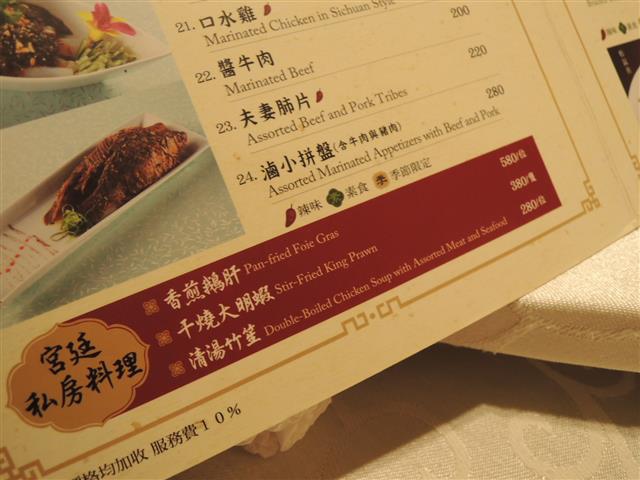 21. 口水雞
Marinated Chicken in Sichuan Style 200
22. 醬牛肉
Marinated Beef 220
23. 夫妻肺片
Assorted Beef and Pork Tribes 280
24. 滷小拼盤(含牛肉與豬肉)
Assorted Marinated Appetizers with Beef and Pork
辣味 素食 季 季節限定
宮廷
私房料理
香煎鵝肝 Pan-fried Foie Gras 580/位
干燒大明蝦 Stir-Fried King Prawn 380/隻
清湯竹笙 Double-Boiled Chicken Soup with Assorted Meat and Seafood 280/位
價格均加收 服務費10%